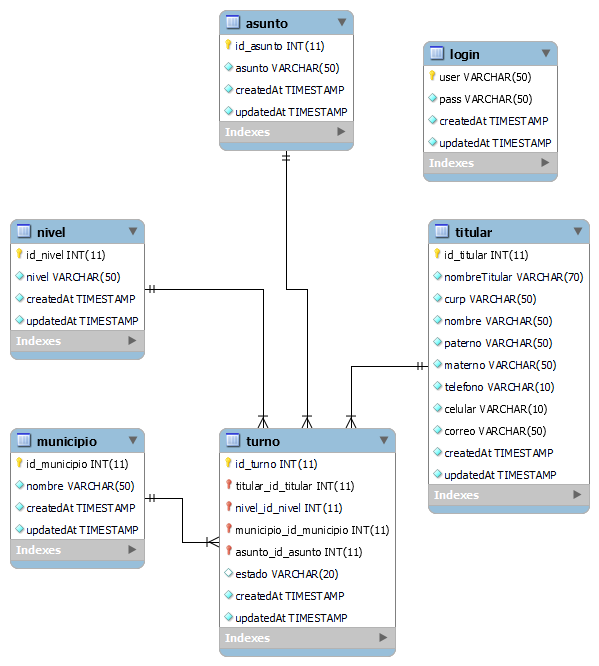 asunto
id_asunto INT(11)
asunto VARCHAR(50)
createdAt TIMESTAMP
updatedAt TIMESTAMP
Indexes
login
user VARCHAR(50)
pass VARCHAR(50)
createdAt TIMESTAMP
updatedAt TIMESTAMP
Indexes
nivel
id_nivel INT(11)
nivel VARCHAR(50)
createdAt TIMESTAMP
updatedAt TIMESTAMP
Indexes
titular
id_titular INT(11)
nombreTitular VARCHAR(70)
curp VARCHAR(50)
nombre VARCHAR(50)
paterno VARCHAR(50)
materno VARCHAR(50)
telefono VARCHAR(10)
celular VARCHAR(10)
correo VARCHAR(50)
createdAt TIMESTAMP
updatedAt TIMESTAMP
Indexes
municipio
id_municipio INT(11)
nombre VARCHAR(50)
createdAt TIMESTAMP
updatedAt TIMESTAMP
Indexes
turno
id_turno INT(11)
titular_id_titular INT(11)
nivel_id_nivel INT(11)
municipio_id_municipio INT(11)
asunto_id_asunto INT(11)
estado VARCHAR(20)
createdAt TIMESTAMP
updatedAt TIMESTAMP
Indexes